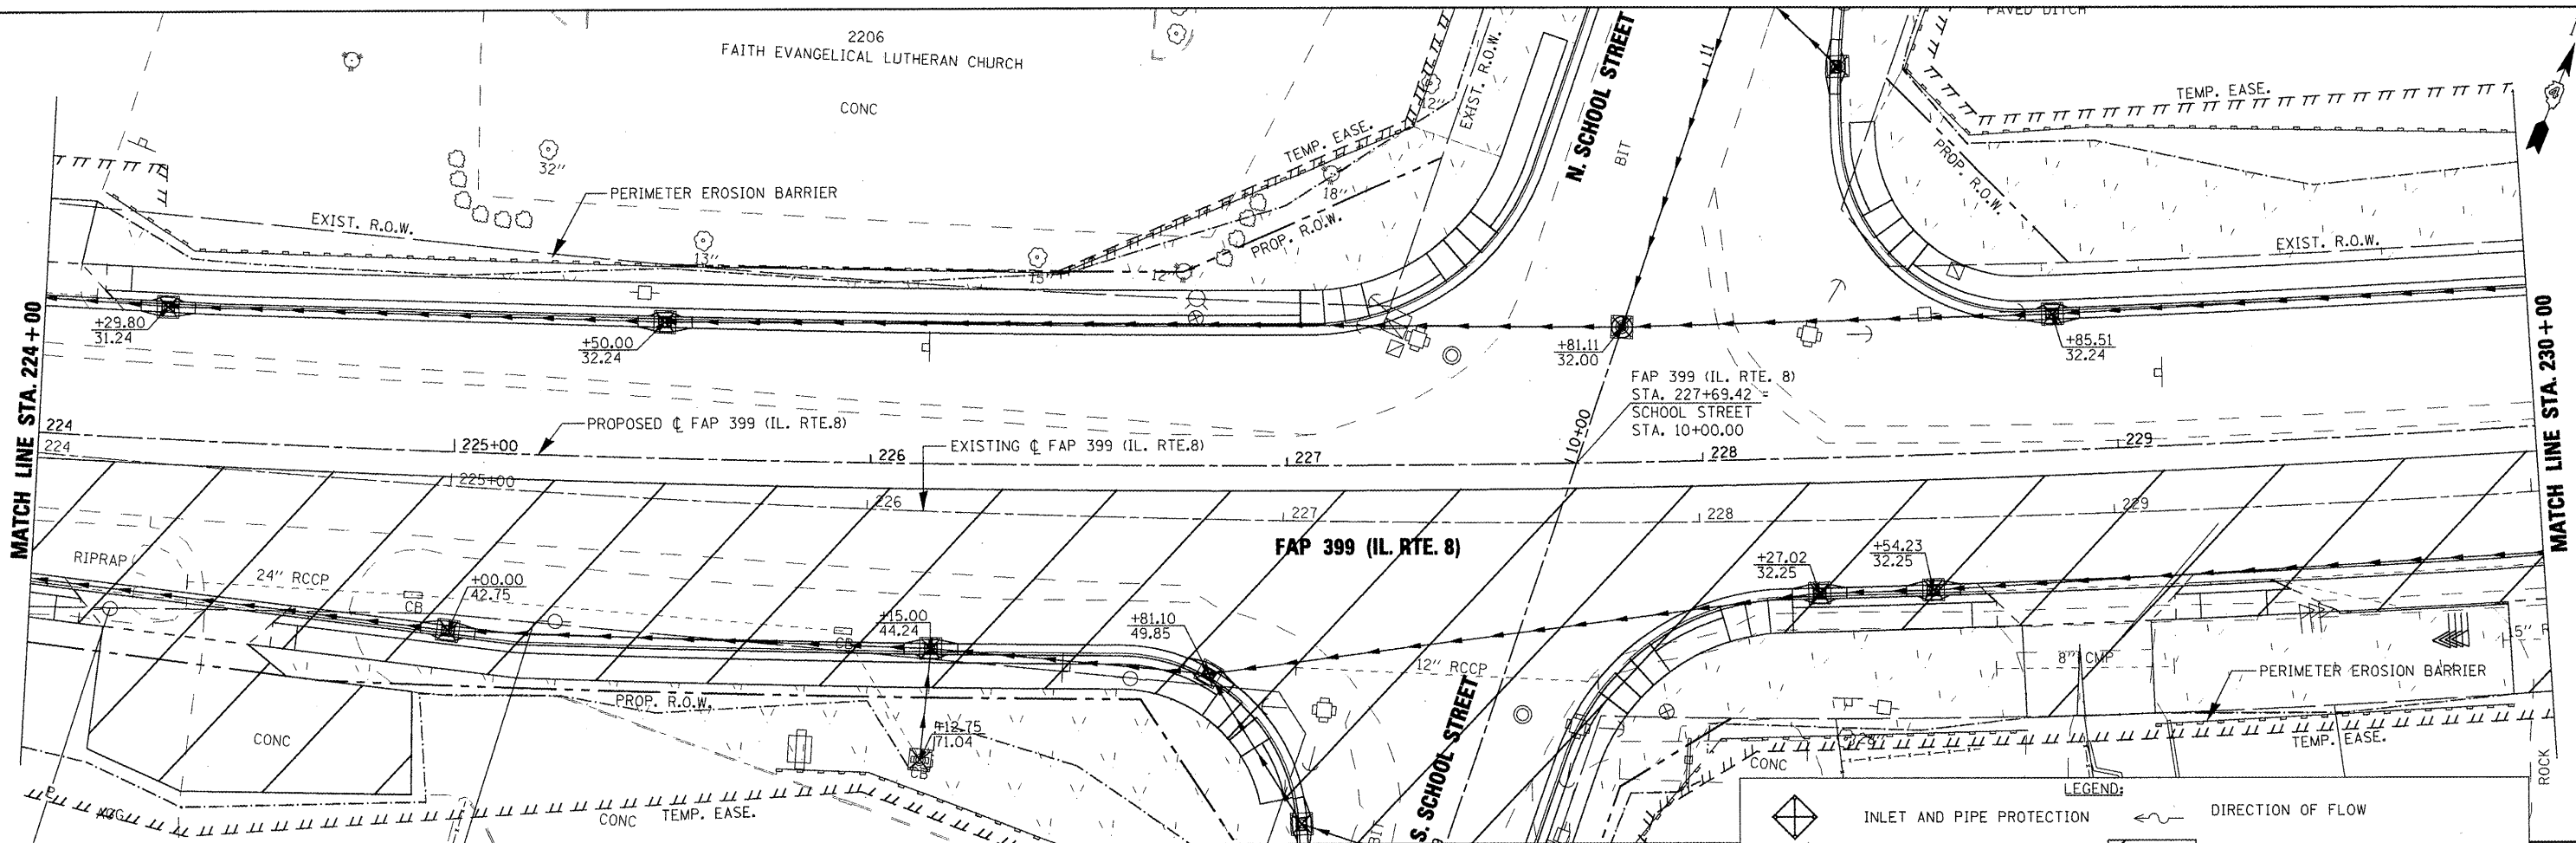 PAVED DITCH
2206
FAITH EVANGELICAL LUTHERAN CHURCH
CONC
N. SCHOOL STREET
BIT
11
EXIST. R.O.W.
12"
TEMP. EASE.
TEMP. EASE.
32"
18"
PERIMETER EROSION BARRIER
PROP. R.O.W.
PROP. R.O.W.
EXIST. R.O.W.
EXIST. R.O.W.
13"
15"
12"
MATCH LINE STA. 224+00
+29.80
31.24
+50.00
32.24
+81.11
32.00
+85.51
32.24
MATCH LINE STA. 230+00
FAP 399 (IL. RTE. 8)
STA. 227+69.42 =
SCHOOL STREET
STA. 10+00.00
10+00
PROPOSED ℄ FAP 399 (IL. RTE.8)
EXISTING ℄ FAP 399 (IL. RTE.8)
224
225+00
226
227
228
229
224
225+00
226
227
228
229
FAP 399 (IL. RTE. 8)
RIPRAP
24" RCCP
CB
+00.00
42.75
CB
+15.00
44.24
+81.10
49.85
+27.02
32.25
+54.23
32.25
12" RCCP
8" CMP
15" R
PERIMETER EROSION BARRIER
PROP. R.O.W.
+12.75
71.04
CB
CONC
S. SCHOOL STREET
BIT
CONC
TEMP. EASE.
ROCK
CONC
TEMP. EASE.
LEGEND:
INLET AND PIPE PROTECTION
DIRECTION OF FLOW